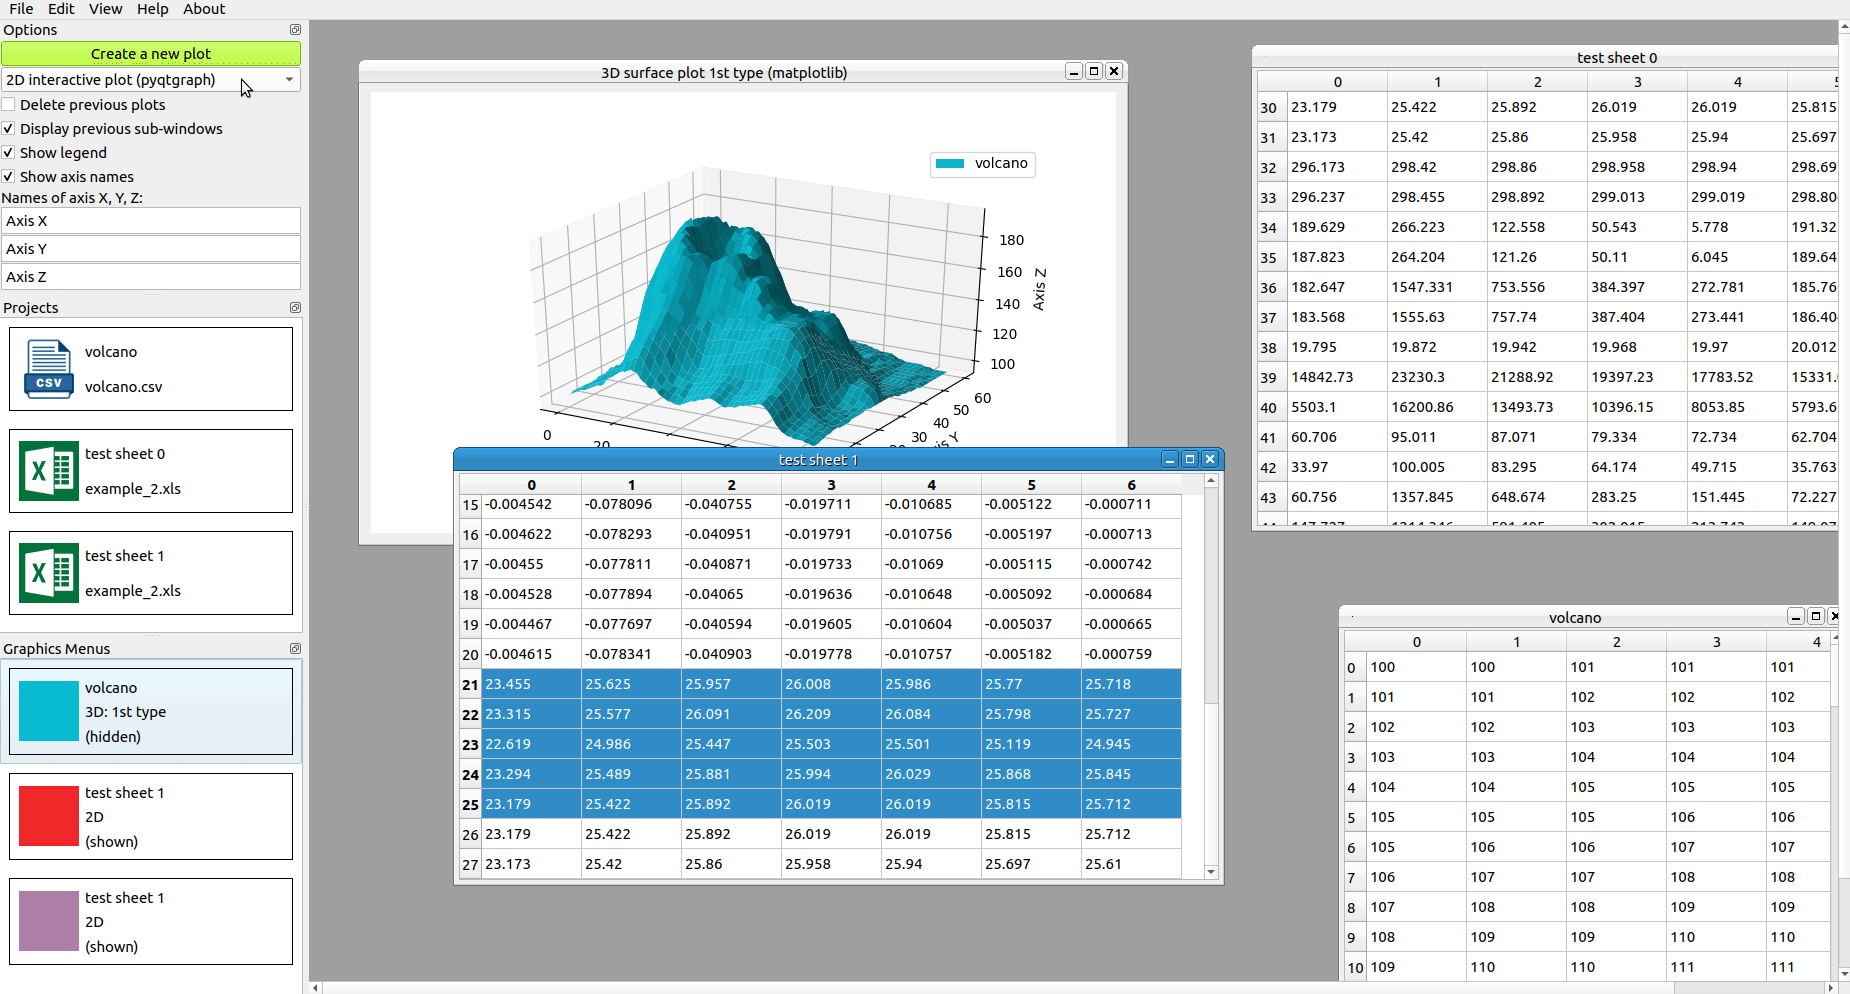 File Edit View Help About
Options
Create a new plot
2D interactive plot (pyqtgraph)
Delete previous plots
Display previous sub-windows
Show legend
Show axis names
Names of axis X, Y, Z:
Axis X
Axis Y
Axis Z
Projects
volcano
volcano.csv
CSV
test sheet 0
example_2.xls
test sheet 1
example_2.xls
Graphics Menus
volcano
3D: 1st type
(hidden)
test sheet 1
2D
(shown)
test sheet 1
2D
(shown)
3D surface plot 1st type (matplotlib)
volcano
180
160
140
120
100
Axis Z
60
50
40
30
0
test sheet 1
0 1 2 3 4 5 6
15 -0.004542 -0.078096 -0.040755 -0.019711 -0.010685 -0.005122 -0.000711
16 -0.004622 -0.078293 -0.040951 -0.019791 -0.010756 -0.005197 -0.000713
17 -0.00455 -0.077811 -0.040871 -0.019733 -0.01069 -0.005115 -0.000742
18 -0.004528 -0.077894 -0.04065 -0.019636 -0.010648 -0.005092 -0.000684
19 -0.004467 -0.077697 -0.040594 -0.019605 -0.010604 -0.005037 -0.000665
20 -0.004615 -0.078341 -0.040903 -0.019778 -0.010757 -0.005182 -0.000759
21 23.455 25.625 25.957 26.008 25.986 25.77 25.718
22 23.315 25.577 26.091 26.209 26.084 25.798 25.727
23 22.619 24.986 25.447 25.503 25.501 25.119 24.945
24 23.294 25.489 25.881 25.994 26.029 25.868 25.845
25 23.179 25.422 25.892 26.019 26.019 25.815 25.712
26 23.179 25.422 25.892 26.019 26.019 25.815 25.712
27 23.173 25.42 25.86 25.958 25.94 25.697 25.61
test sheet 0
0 1 2 3 4
30 23.179 25.422 25.892 26.019 26.019 25.815
31 23.173 25.42 25.86 25.958 25.94 25.697
32 296.173 298.42 298.86 298.958 298.94 298.69
33 296.237 298.455 298.892 299.013 299.019 298.80
34 189.629 266.223 122.558 50.543 5.778 191.32
35 187.823 264.204 121.26 50.11 6.045 189.64
36 182.647 1547.331 753.556 384.397 272.781 185.76
37 183.568 1555.63 757.74 387.404 273.441 186.40
38 19.795 19.872 19.942 19.968 19.97 20.012
39 14842.73 23230.3 21288.92 19397.23 17783.52 15331.
40 5503.1 16200.86 13493.73 10396.15 8053.85 5793.6
41 60.706 95.011 87.071 79.334 72.734 62.704
42 33.97 100.005 83.295 64.174 49.715 35.763
43 60.756 1357.845 648.674 283.25 151.445 72.227
volcano
0 1 2 3 4
0 100 100 101 101 101
1 101 101 102 102 102
2 102 102 103 103 103
3 103 103 104 104 104
4 104 104 105 105 105
5 105 105 105 106 106
6 105 106 106 107 107
7 106 107 107 108 108
8 107 108 108 109 109
9 108 109 109 110 110
10 109 110 110 111 111